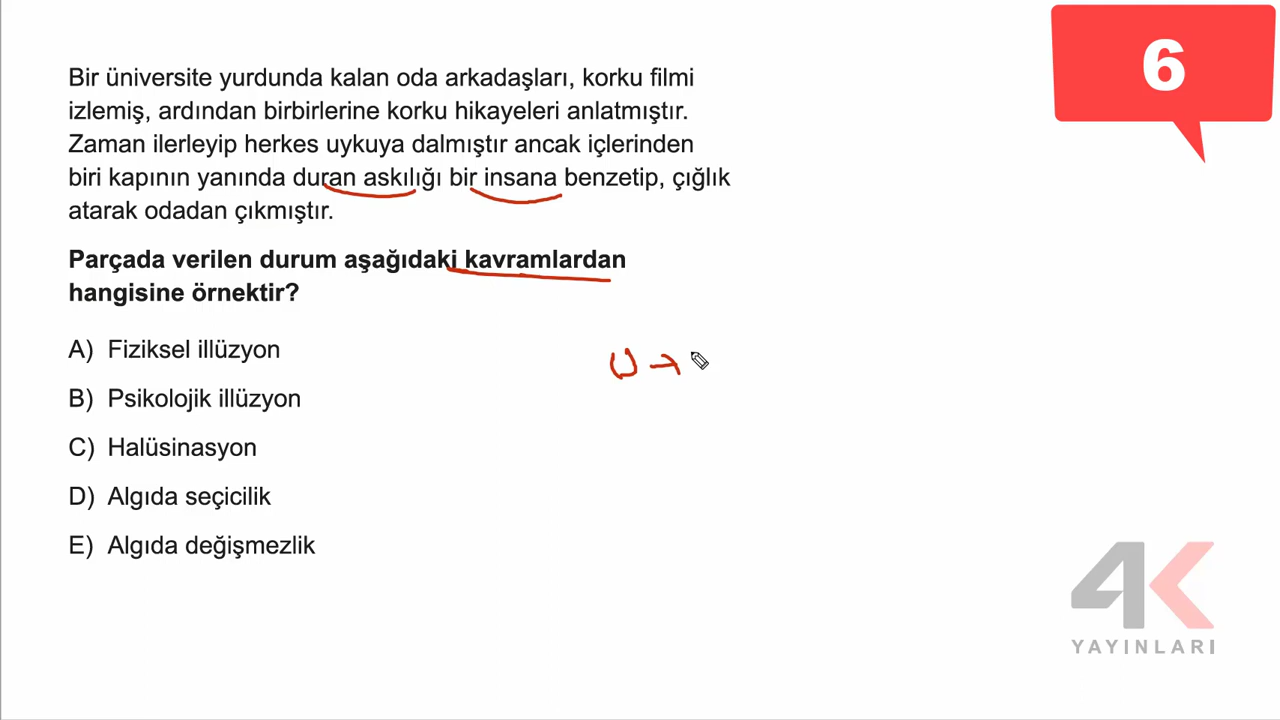 6
Bir üniversite yurdunda kalan oda arkadaşları, korku filmi
izlemiş, ardından birbirlerine korku hikayeleri anlatmıştır.
Zaman ilerleyip herkes uykuya dalmıştır ancak içlerinden
biri kapının yanında duran askılığı bir insana benzetip, çığlık
atarak odadan çıkmıştır.
Parçada verilen durum aşağıdaki kavramlardan
hangisine örnektir?
A) Fiziksel illüzyon
B) Psikolojik illüzyon
C) Halüsinasyon
D) Algıda seçicilik
E) Algıda değişmezlik
U →
4K
YAYINLARI